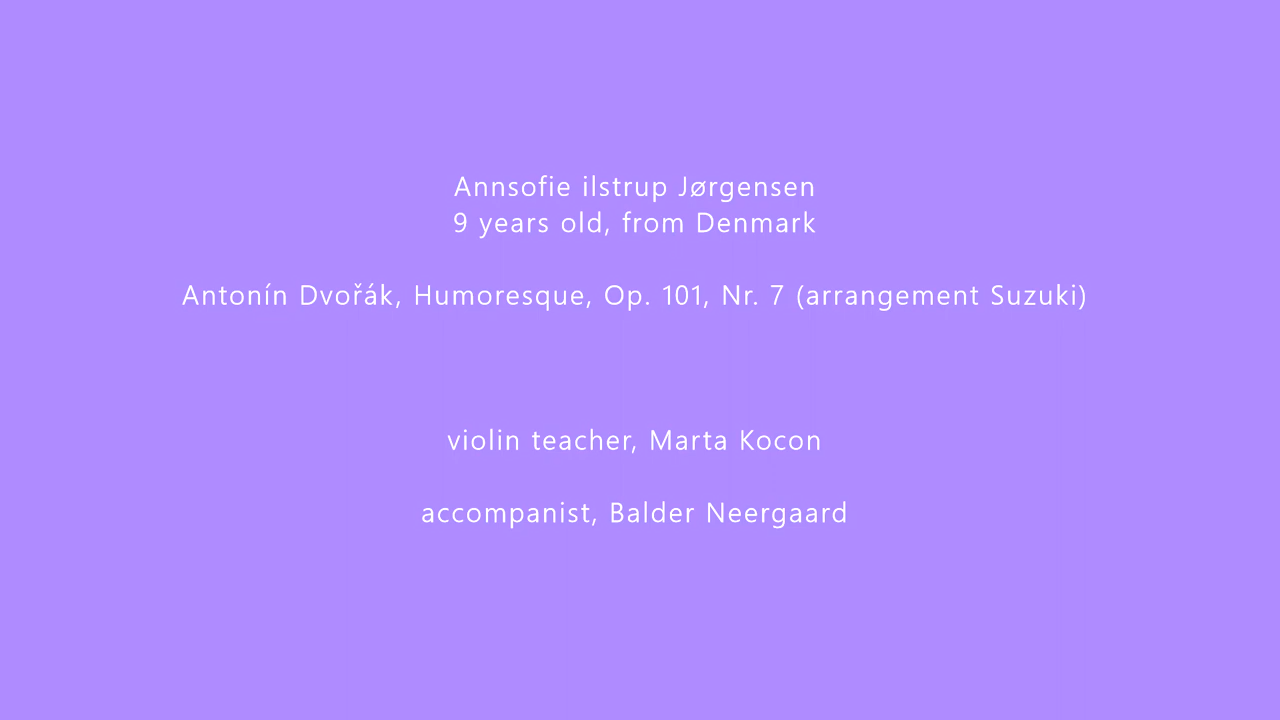 Annsofie ilstrup Jørgensen
9 years old, from Denmark
Antonín Dvořák, Humoresque, Op. 101, Nr. 7 (arrangement Suzuki)
violin teacher, Marta Kocon
accompanist, Balder Neergaard